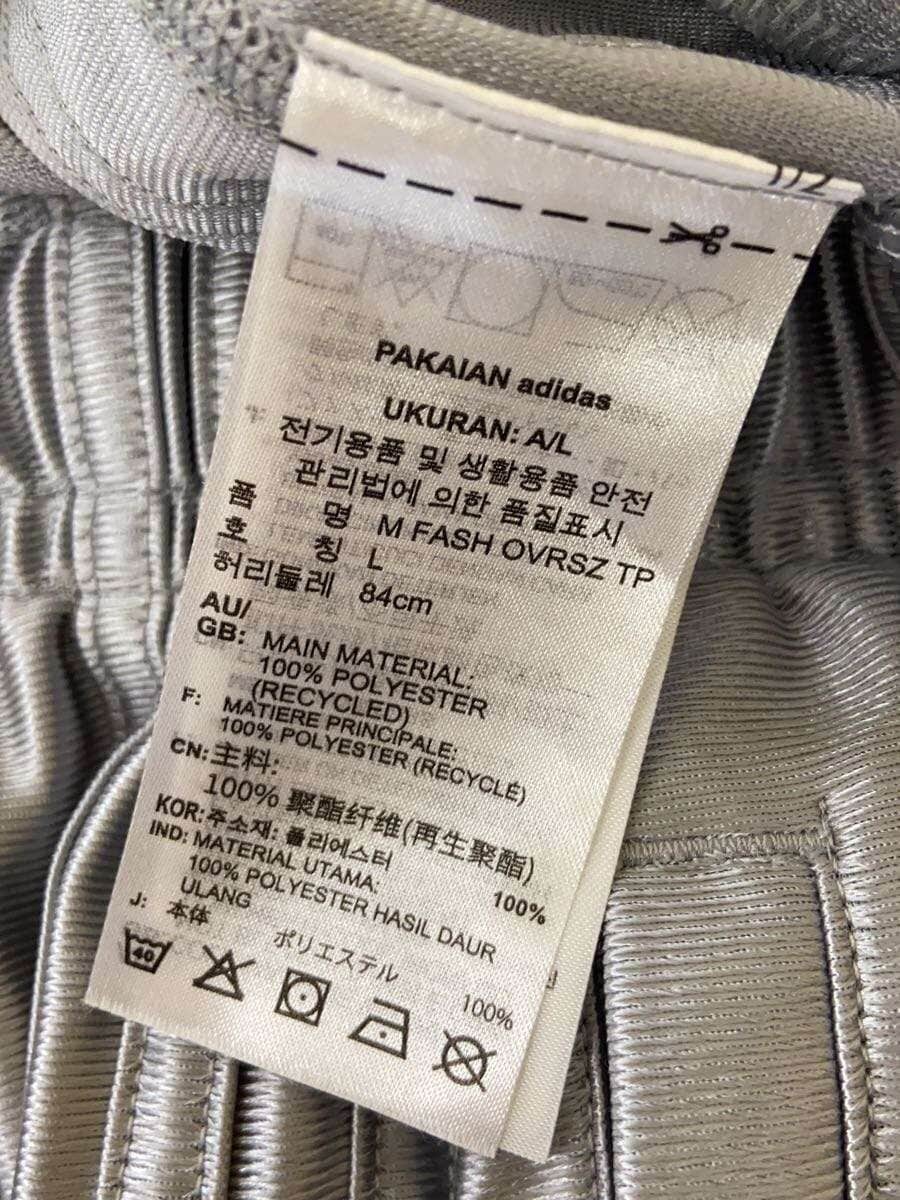 1/2
PAKAIAN adidas
UKURAN: A/L
전기용품 및 생활용품 안전
관리법에 의한 품질표시
품 명 M FASH OVRSZ TP
호 칭 L
허리둘레 84cm
AU/
GB: MAIN MATERIAL:
100% POLYESTER
(RECYCLED)
F: MATIERE PRINCIPALE:
100% POLYESTER (RECYCLÉ)
CN: 主料:
100% 聚酯纤维(再生聚酯)
KOR: 주소재: 폴리에스터 100%
IND: MATERIAL UTAMA:
100% POLYESTER HASIL DAUR
ULANG
J: 本体
ポリエステル 100%
40